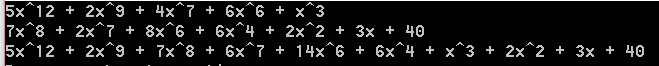 5x^12 + 2x^9 + 4x^7 + 6x^6 + x^3
7x^8 + 2x^7 + 8x^6 + 6x^4 + 2x^2 + 3x + 40
5x^12 + 2x^9 + 7x^8 + 6x^7 + 14x^6 + 6x^4 + x^3 + 2x^2 + 3x + 40